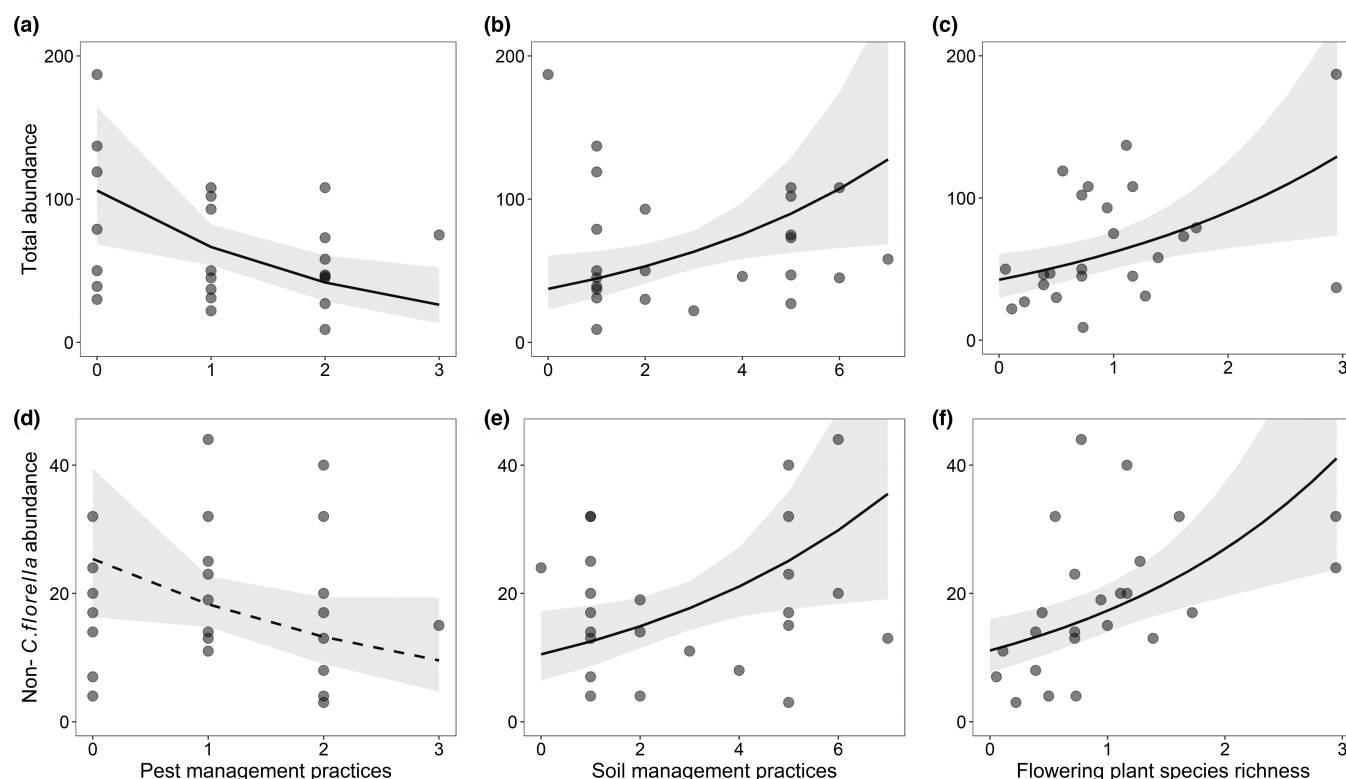 (a) (b) (c)
200 200 200
Total abundance
100 100 100
0 0 0
0 1 2 3 0 2 4 6 0 1 2 3
(d) (e) (f)
Non- C.florella abundance
40 40 40
20 20 20
0 0 0
0 1 2 3 0 2 4 6 0 1 2 3
Pest management practices Soil management practices Flowering plant species richness